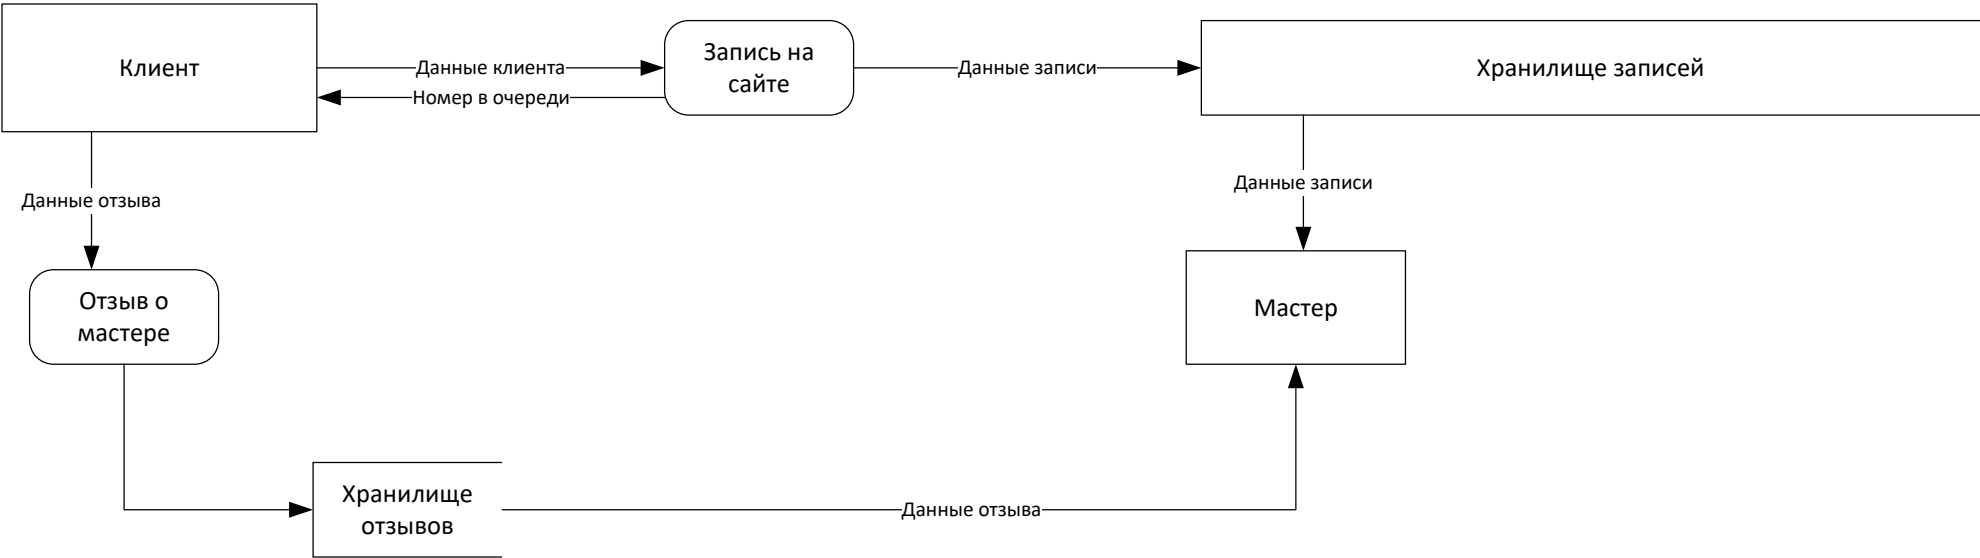 Клиент
Данные клиента
Номер в очереди
Запись на
сайте
Данные записи
Хранилище записей
Данные отзыва
Данные записи
Отзыв о
мастере
Мастер
Хранилище
отзывов
Данные отзыва